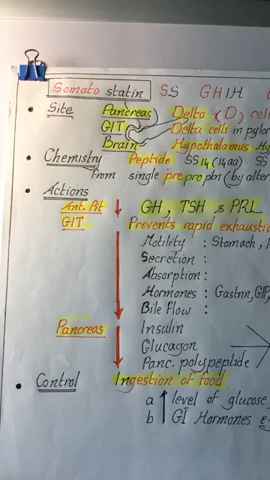 Somato statin SS GHIH
• Site Pancreas Delta (D) cell
GIT Delta cells in pylor
Brain Hypothalamus Hy
• Chemistry Peptide SS14 (14aa) SS
from single prepro ptn (by alter
• Actions
Ant. Pit ↓ GH, TSH, & PRL
GIT Prevents rapid exhaustio
Motility : Stomach,
Secretion :
Absorption :
Hormones : Gastrin, GIP,
Bile Flow :
Pancreas Insulin
Glucagon
Panc. polypeptide
• Control Ingestion of food
a ↑ level of glucose,
b GI Hormones e